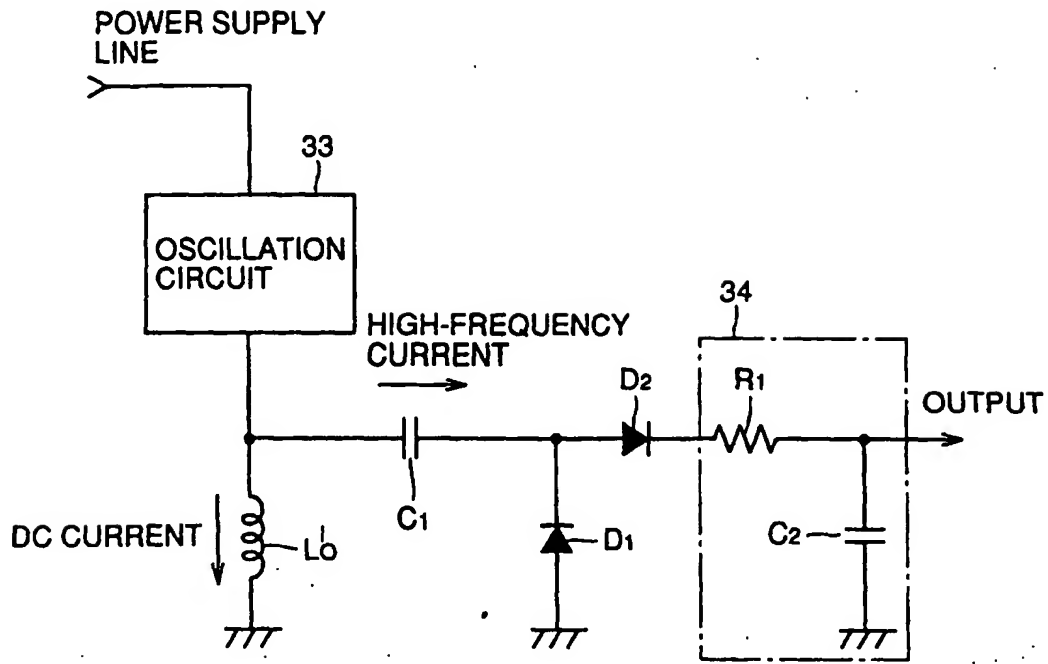 POWER SUPPLY
LINE
33
OSCILLATION
CIRCUIT
HIGH-FREQUENCY
CURRENT
34
D2
R1
OUTPUT
C1
DC CURRENT
L'o
D1
C2